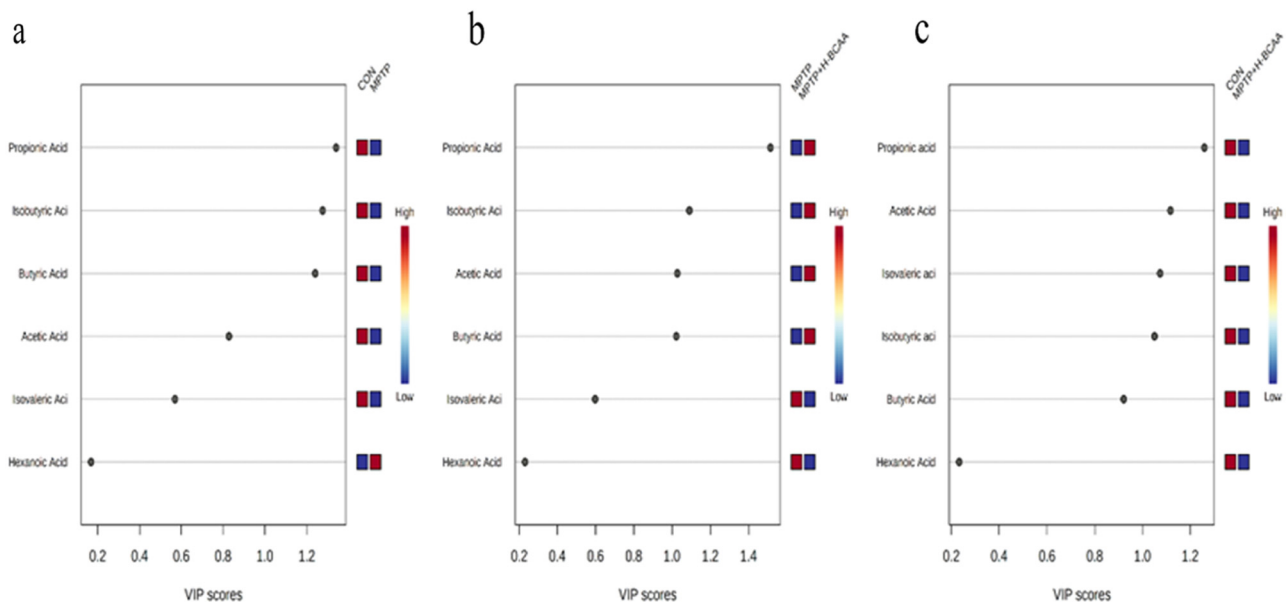 a
CON
MPTP
Propionic Acid
Isobutyric Aci
Butyric Acid
Acetic Acid
Isovaleric Aci
Hexanoic Acid
High
Low
0.2 0.4 0.6 0.8 1.0 1.2
VIP scores
b
MPTP
MPTP+H-BCAA
Propionic Acid
Isobutyric Aci
Acetic Acid
Butyric Acid
Isovaleric Aci
Hexanoic Acid
High
Low
0.2 0.4 0.6 0.8 1.0 1.2 1.4
VIP scores
c
CON
MPTP+H-BCAA
Propionic acid
Acetic Acid
Isovaleric aci
Isobutyric aci
Butyric Acid
Hexanoic Acid
High
Low
0.2 0.4 0.6 0.8 1.0 1.2
VIP scores